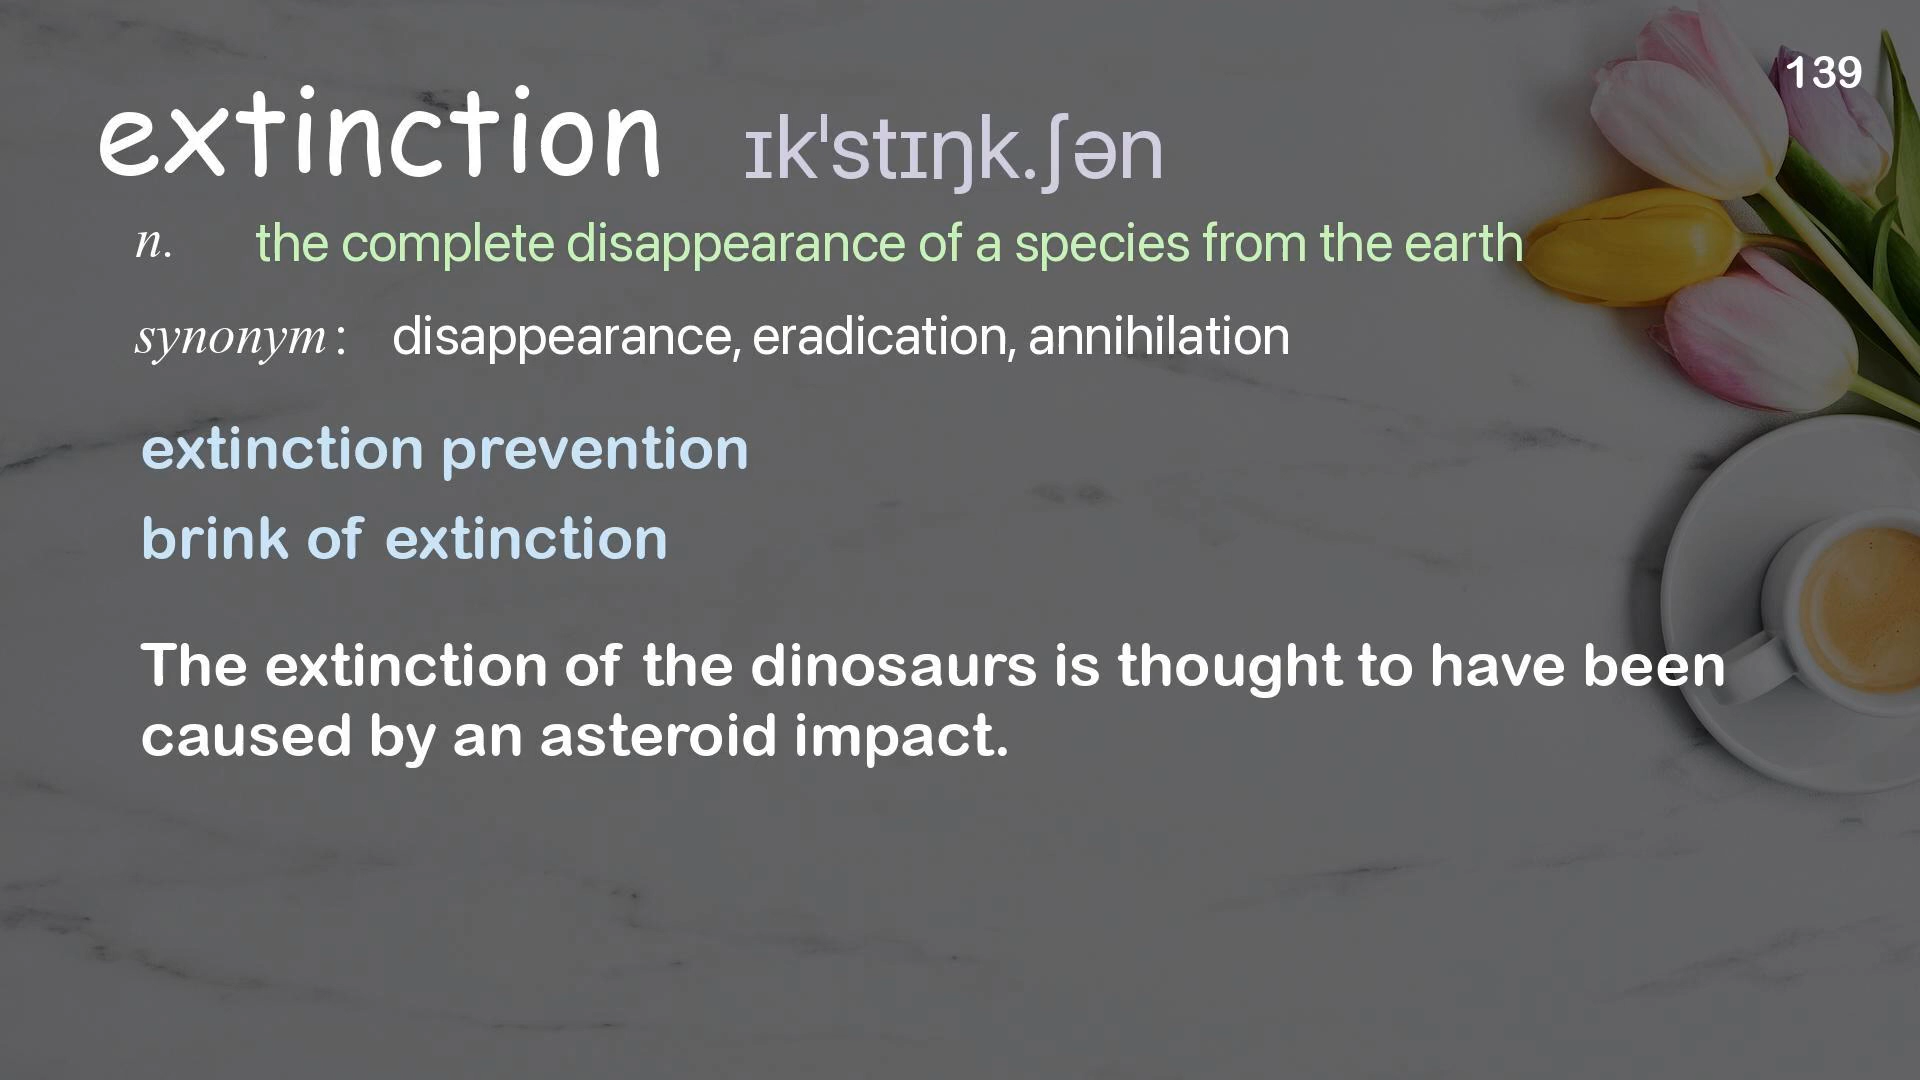 139
extinction ɪkˈstɪŋk.ʃən
n. the complete disappearance of a species from the earth
synonym: disappearance, eradication, annihilation
extinction prevention
brink of extinction
The extinction of the dinosaurs is thought to have been
caused by an asteroid impact.